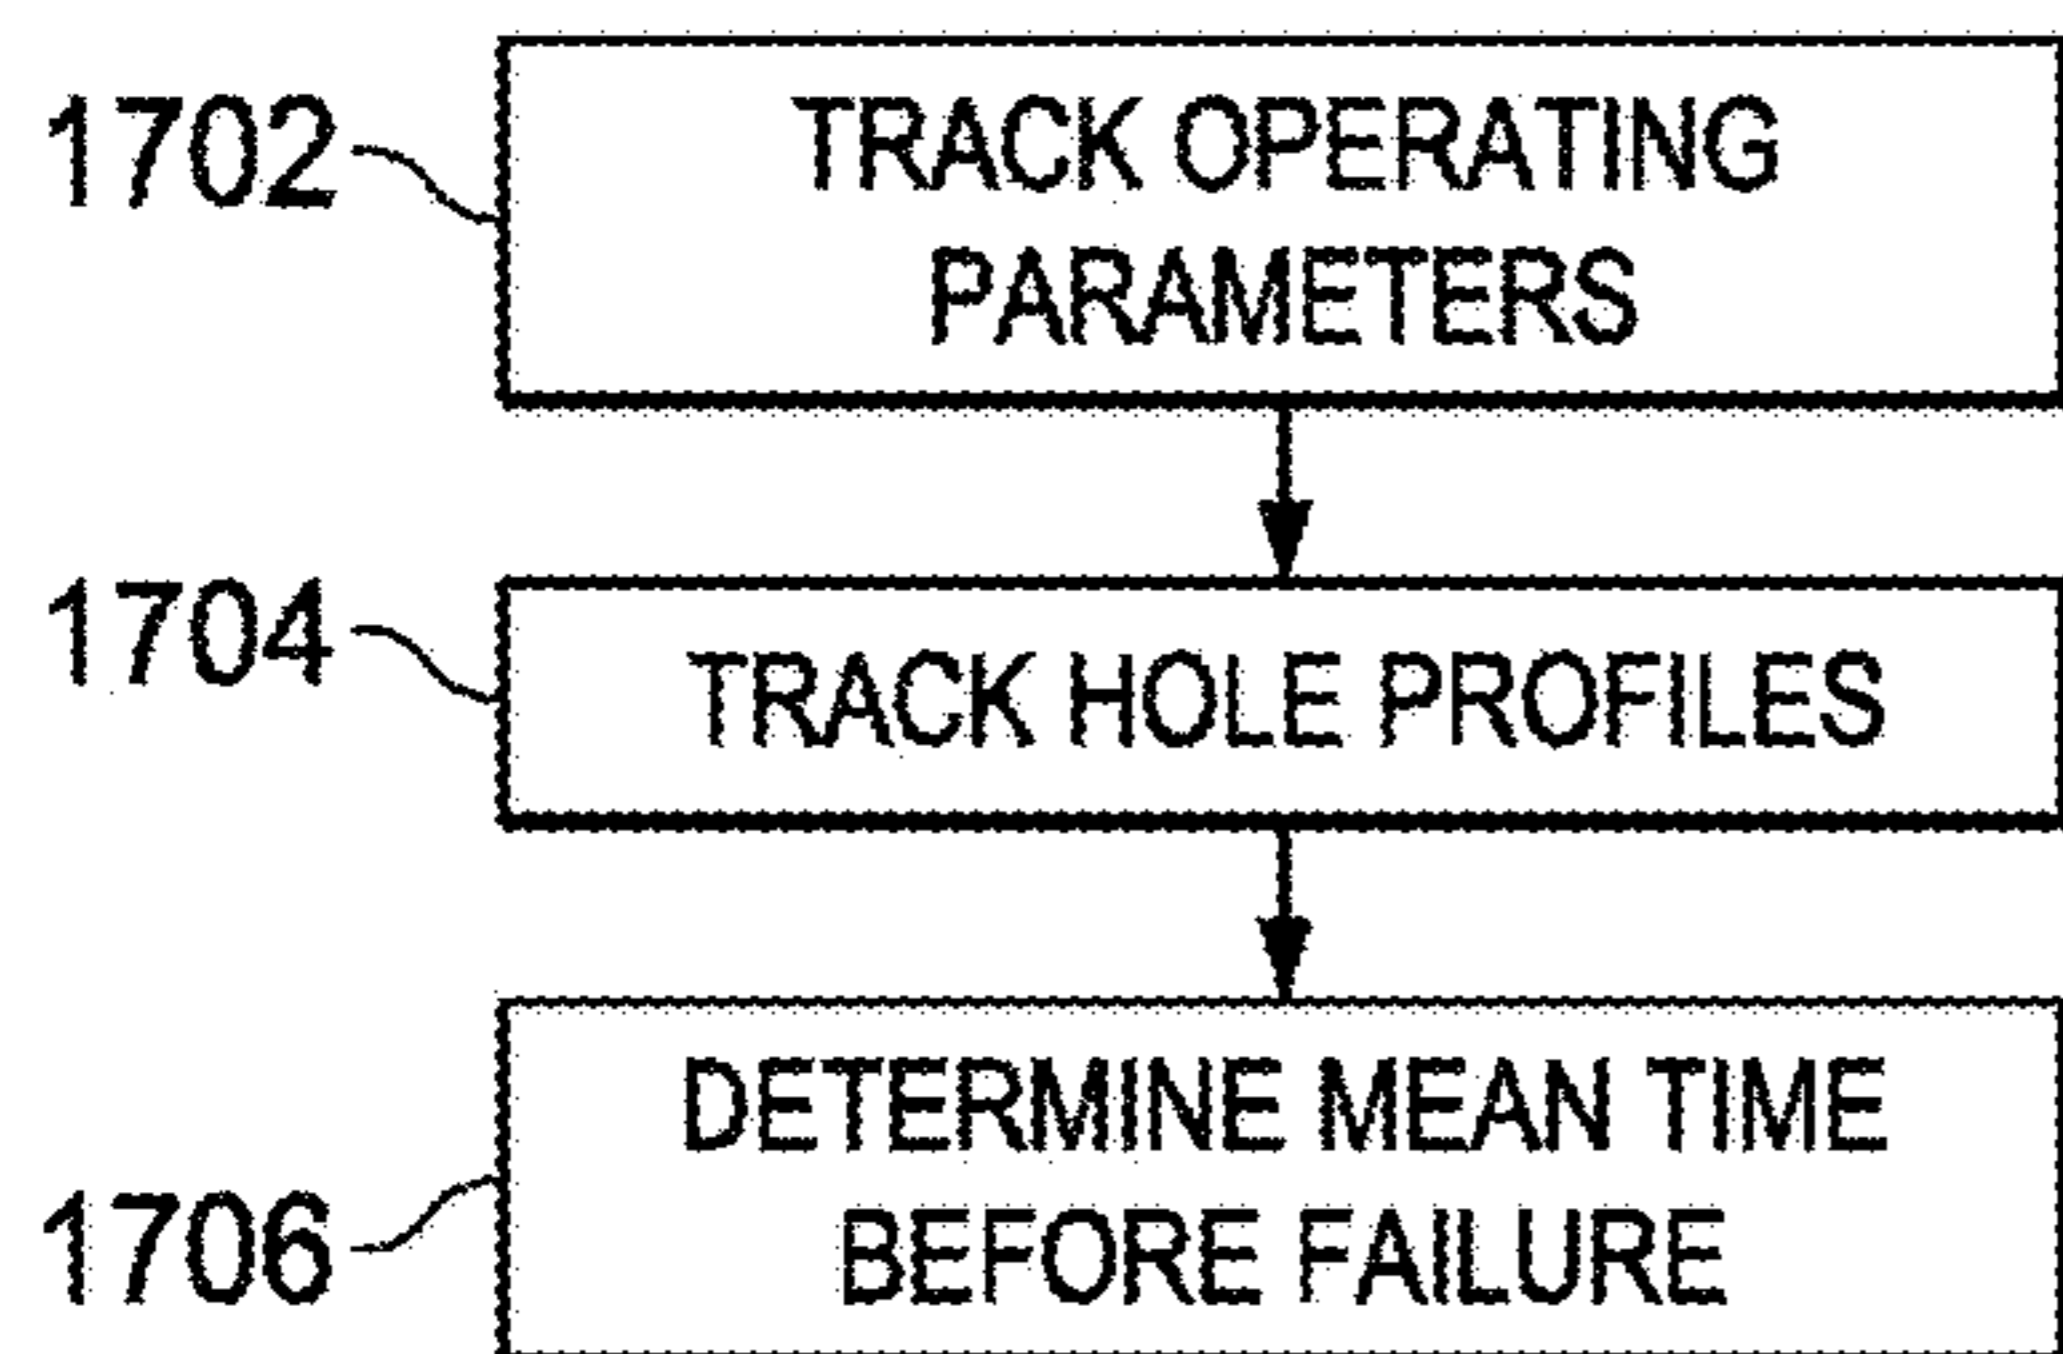 1702
TRACK OPERATING
PARAMETERS
1704
TRACK HOLE PROFILES
DETERMINE MEAN TIME
1706
BEFORE FAILURE